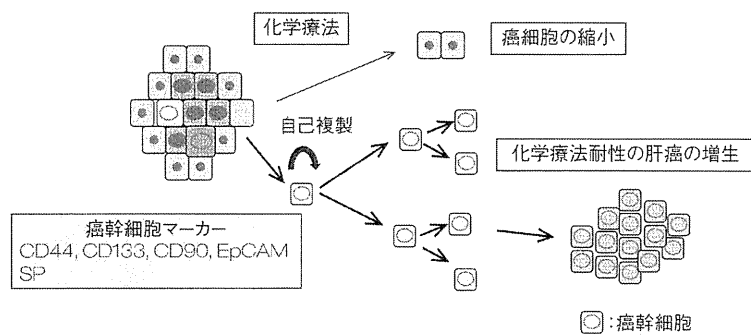 化学療法
癌細胞の縮小
自己複製
化学療法耐性の肝癌の増生
癌幹細胞マーカー
CD44, CD133, CD90, EpCAM
SP
:癌幹細胞